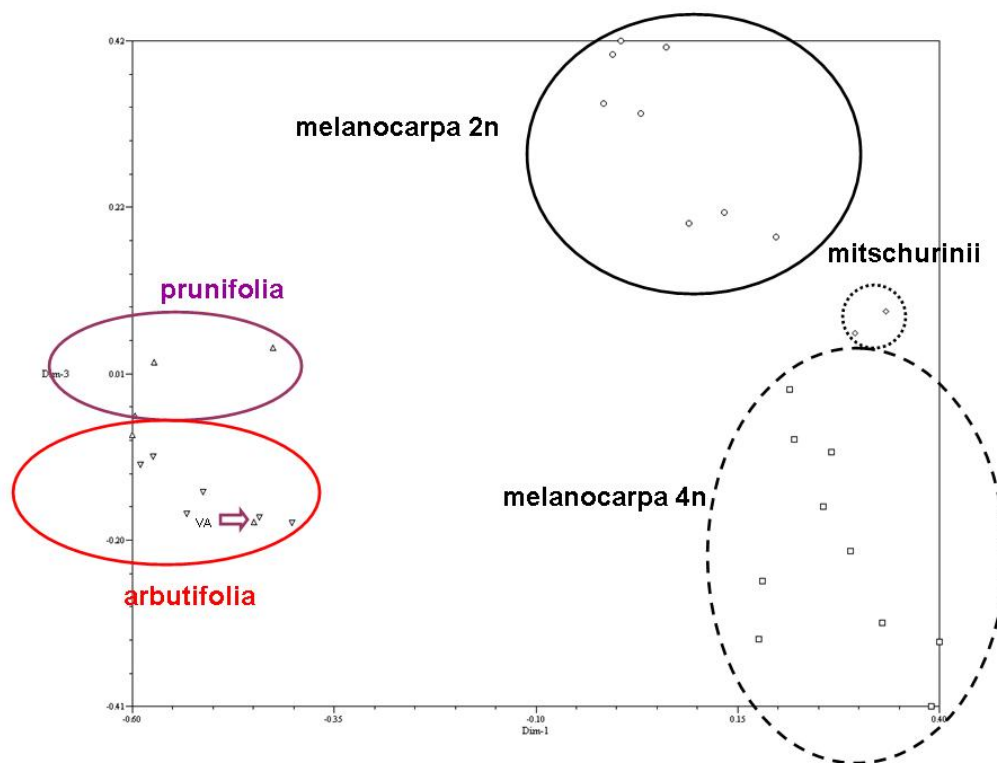 0.42
melanocarpa 2n
0.22
mitschurinii
prunifolia
Dim-3
0.01
melanocarpa 4n
VA
-0.20
arbutifolia
-0.41
-0.60
-0.35
-0.10
0.15
0.40
Dim-1